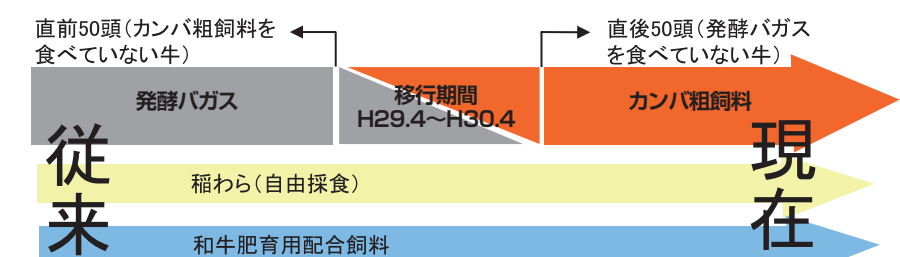 直前50頭（カンバ粗飼料を
食べていない牛）
直後50頭（発酵バガス
を食べていない牛）
発酵バガス
移行期間
H29.4～H30.4
カンバ粗飼料
従来
現在
稲わら（自由採食）
和牛肥育用配合飼料